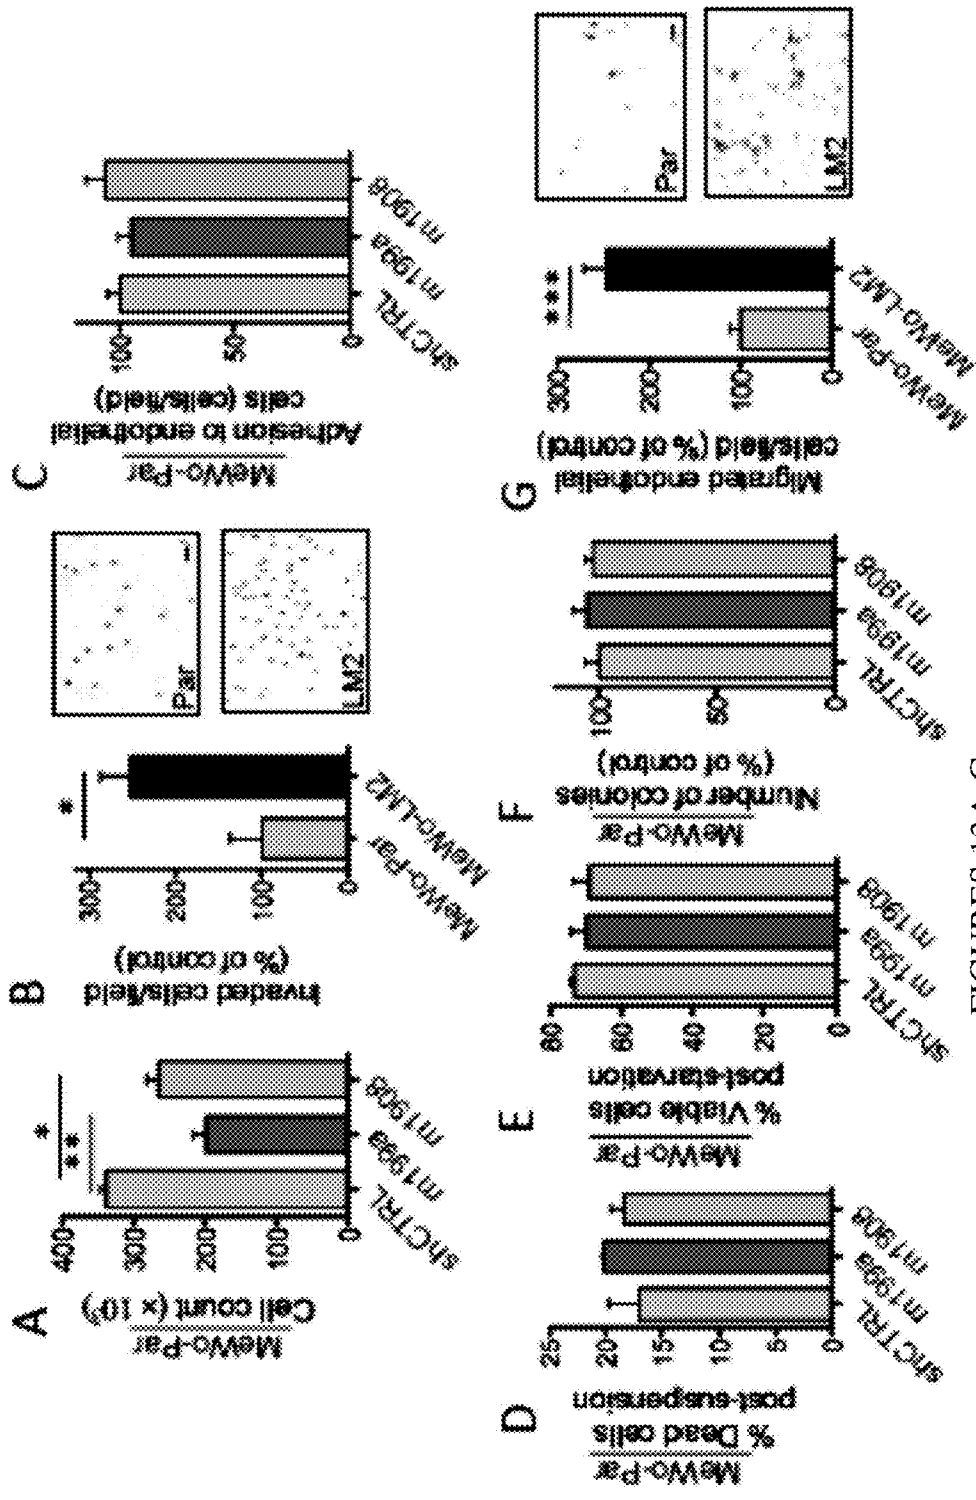 A
MeWo-Par
Cell count (× 10³)
400
300
200
100
0
*
**
shCTRL
m199a
m1908
B
Invaded cells/field
(% of control)
300
200
100
0
*
MeWo-Par
MeWo-LM2
Par
LM2
C
MeWo-Par
Adhesion to endothelial
cells (cells/field)
100
50
0
shCTRL
m199a
m1908
D
MeWo-Par
% Dead cells
post-suspension
25
20
15
10
5
0
shCTRL
m199a
m1908
E
MeWo-Par
% Viable cells
post-starvation
80
60
40
20
0
shCTRL
m199a
m1908
F
MeWo-Par
Number of colonies
(% of control)
100
50
0
shCTRL
m199a
m1908
G
Migrated endothelial
cells/field (% of control)
300
200
100
0
***
MeWo-Par
MeWo-LM2
Par
LM2